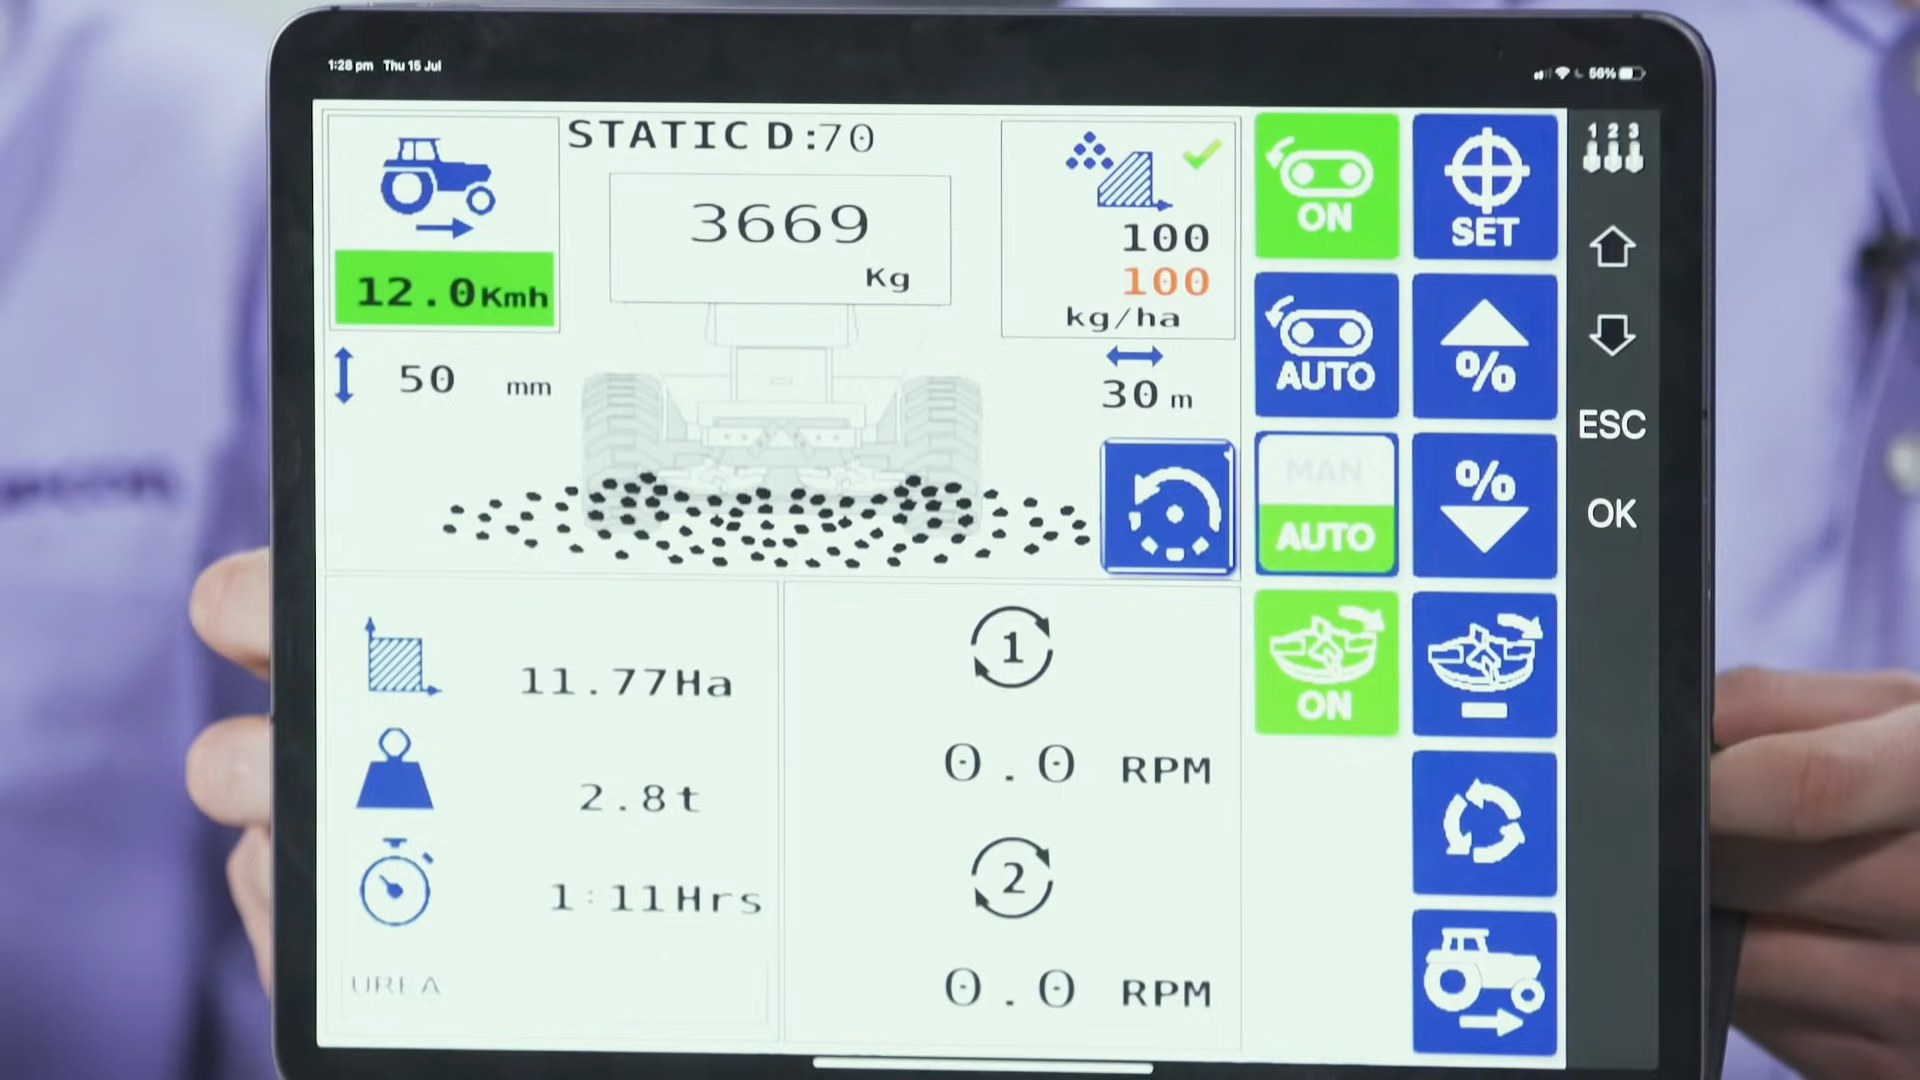 1:28 pm Thu 15 Jul
56%
STATIC D:70
3669
Kg
12.0Kmh
50 mm
100
100
kg/ha
30 m
11.77Ha
2.8t
1:11Hrs
UREA
1
0.0 RPM
2
0.0 RPM
ON
SET
AUTO
%
MAN
AUTO
%
ON
1 2 3
ESC
OK